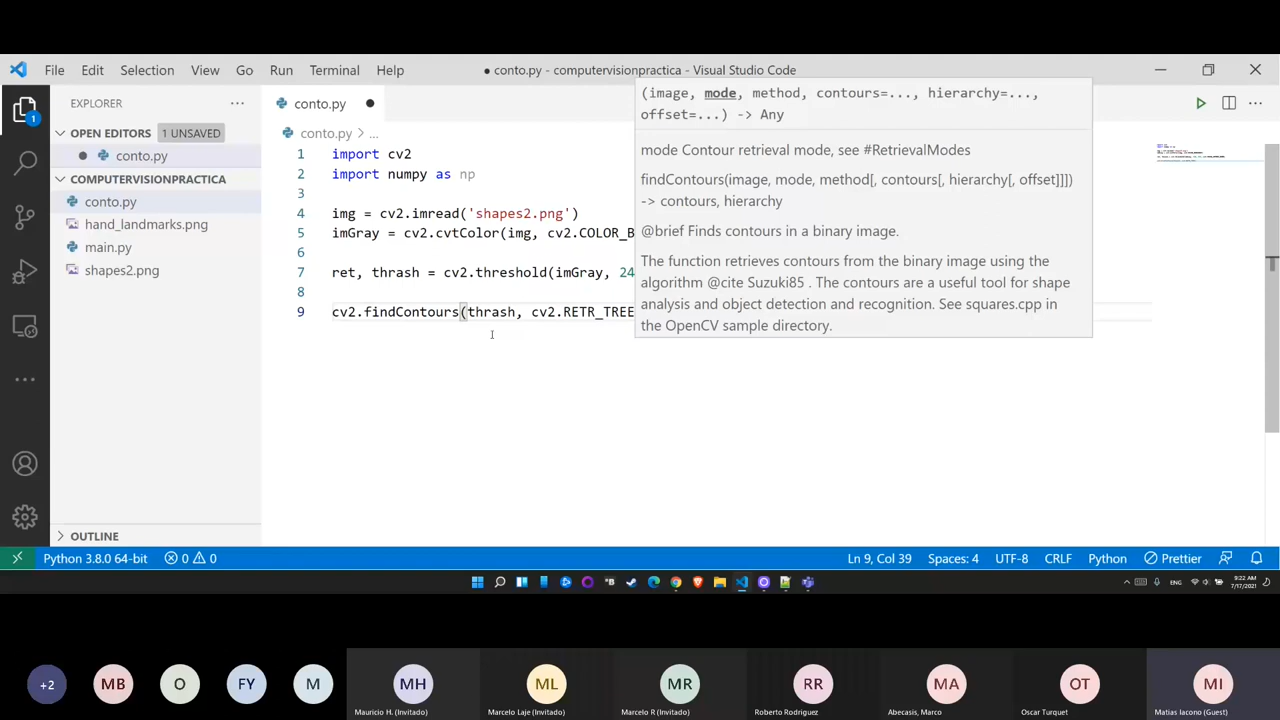 File Edit Selection View Go Run Terminal Help
● conto.py - computervisionpractica - Visual Studio Code
EXPLORER
OPEN EDITORS 1 UNSAVED
conto.py
COMPUTERVISIONPRACTICA
conto.py
hand_landmarks.png
main.py
shapes2.png
OUTLINE
1
conto.py
conto.py > ...
1 import cv2
2 import numpy as np
3
4 img = cv2.imread('shapes2.png')
5 imGray = cv2.cvtColor(img, cv2.COLOR_B
6
7 ret, thrash = cv2.threshold(imGray, 24
8
9 cv2.findContours(thrash, cv2.RETR_TREE
(image, mode, method, contours=..., hierarchy=...,
offset=...) -> Any
mode Contour retrieval mode, see #RetrievalModes
findContours(image, mode, method[, contours[, hierarchy[, offset]]])
-> contours, hierarchy
@brief Finds contours in a binary image.
The function retrieves contours from the binary image using the
algorithm @cite Suzuki85 . The contours are a useful tool for shape
analysis and object detection and recognition. See squares.cpp in
the OpenCV sample directory.
Python 3.8.0 64-bit 0 0 Ln 9, Col 39 Spaces: 4 UTF-8 CRLF Python Prettier
ENG 9:22 AM
7/17/2021
+2 MB O FY M MH ML MR RR MA OT MI
Mauricio H. (Invitado) Marcelo Laje (Invitado) Marcelo R (Invitado) Roberto Rodriguez Abecasis, Marco Oscar Turquet Matias Iacono (Guest)